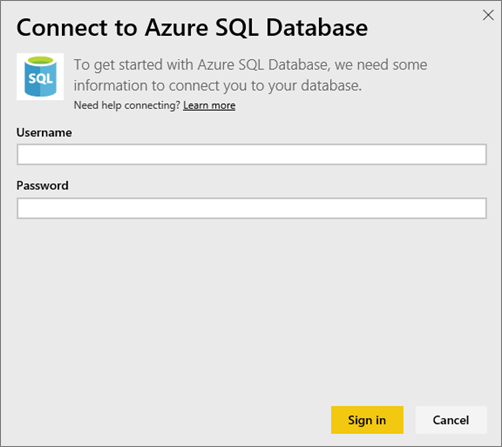 Connect to Azure SQL Database
SQL
To get started with Azure SQL Database, we need some
information to connect you to your database.
Need help connecting? Learn more
Username
Password
Sign in
Cancel